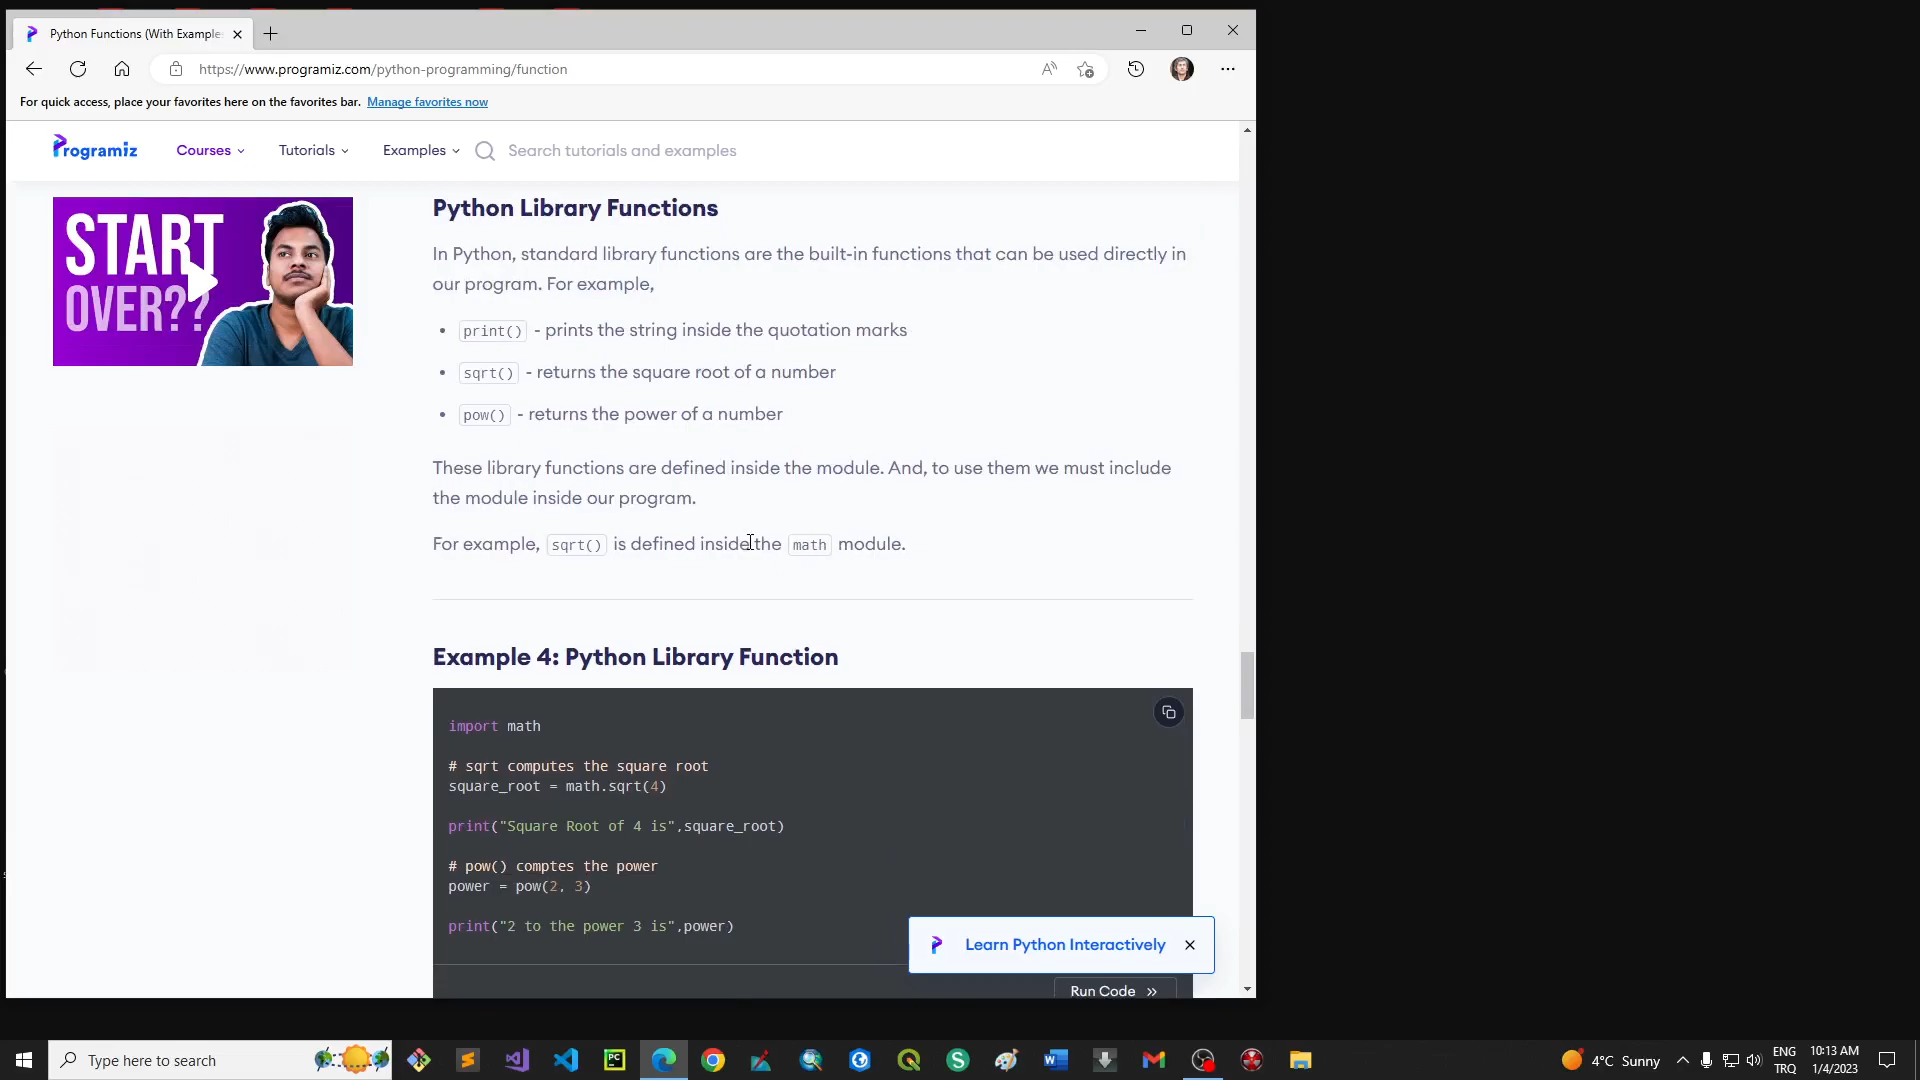 Python Functions (With Example
https://www.programiz.com/python-programming/function
For quick access, place your favorites here on the favorites bar. Manage favorites now
Programiz
Courses
Tutorials
Examples
Search tutorials and examples
START
OVER??
Python Library Functions
In Python, standard library functions are the built-in functions that can be used directly in
our program. For example,
• print() - prints the string inside the quotation marks
• sqrt() - returns the square root of a number
• pow() - returns the power of a number
These library functions are defined inside the module. And, to use them we must include
the module inside our program.
For example, sqrt() is defined inside the math module.
Example 4: Python Library Function
import math
# sqrt computes the square root
square_root = math.sqrt(4)
print("Square Root of 4 is",square_root)
# pow() comptes the power
power = pow(2, 3)
print("2 to the power 3 is",power)
Learn Python Interactively
Run Code »
Type here to search
4°C Sunny
ENG
TRQ
10:13 AM
1/4/2023